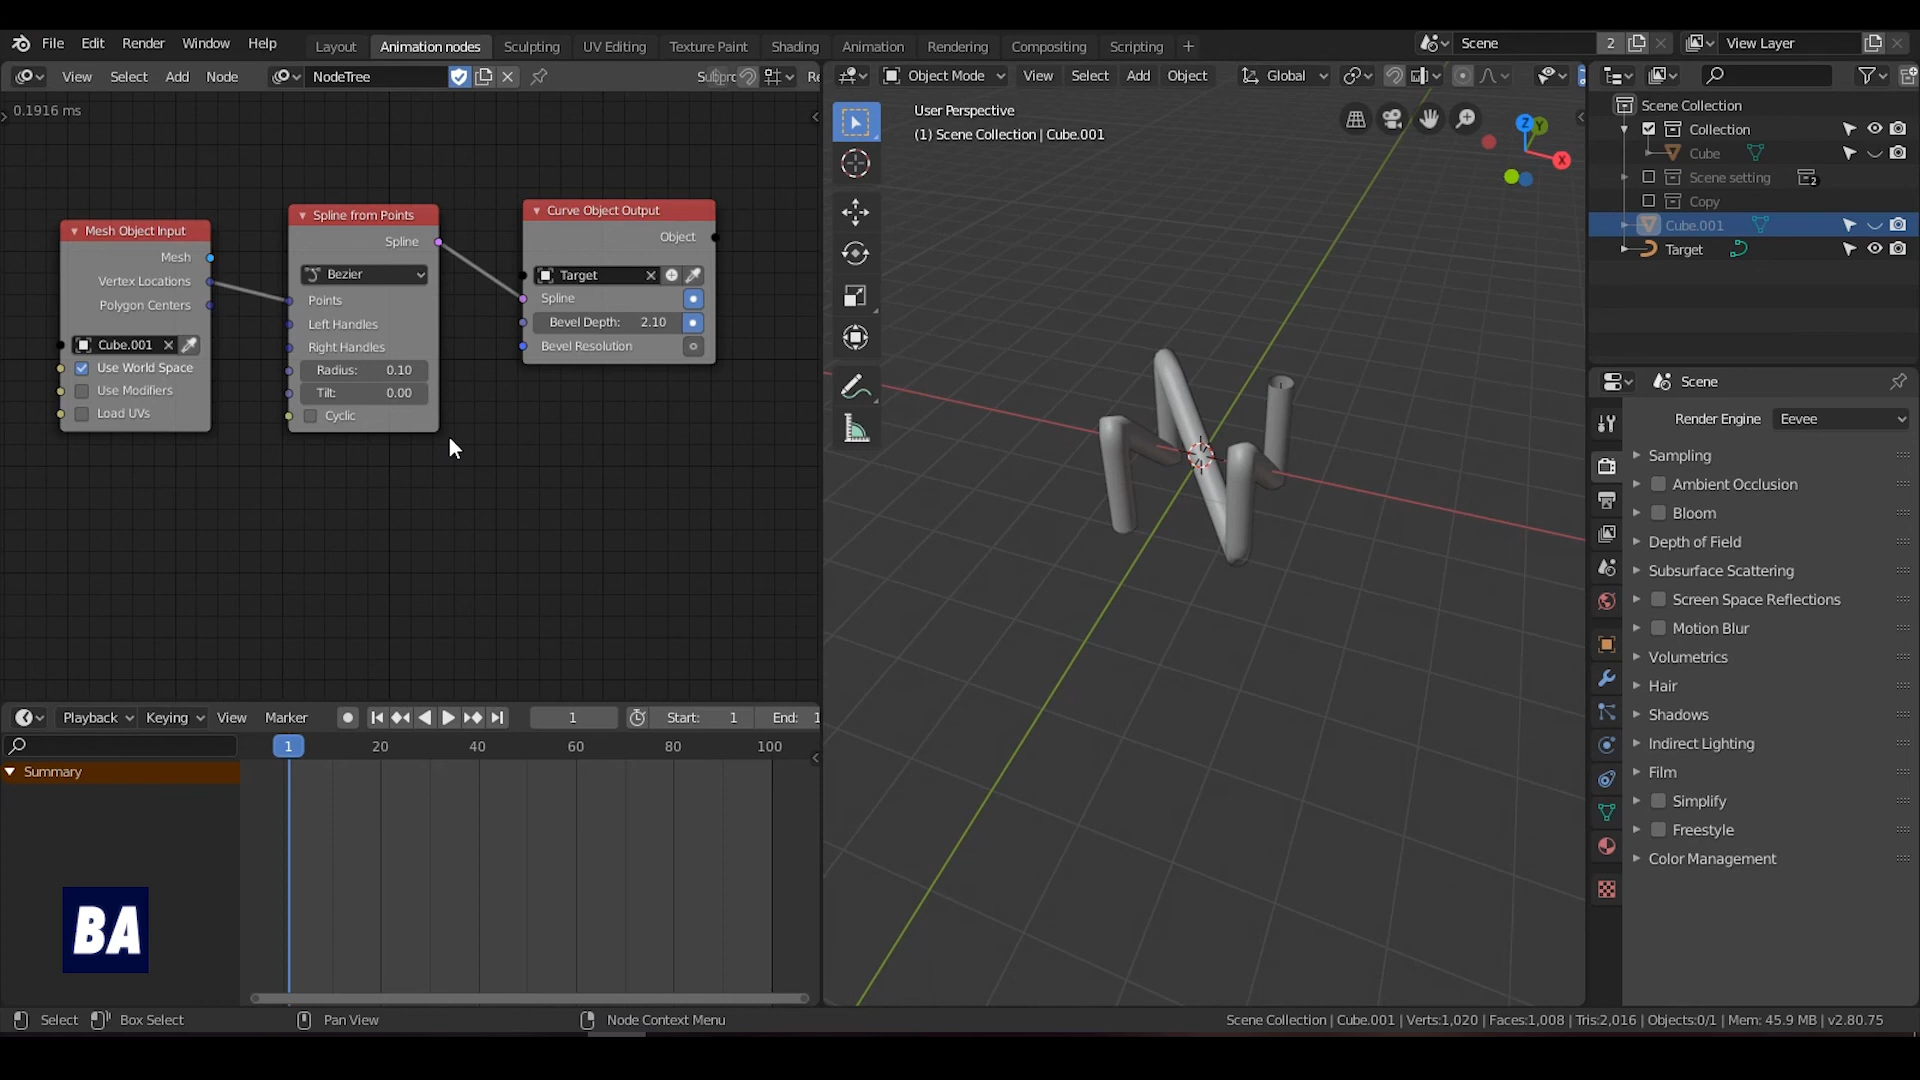 File Edit Render Window Help
Layout Animation nodes Sculpting UV Editing Texture Paint Shading Animation Rendering Compositing Scripting +
Scene 2 View Layer
View Select Add Node NodeTree
Object Mode View Select Add Object Global
0.1916 ms
User Perspective
(1) Scene Collection | Cube.001
Z Y X
Mesh Object Input
Mesh
Vertex Locations
Polygon Centers
Cube.001
Use World Space
Use Modifiers
Load UVs
Spline from Points
Spline
Bezier
Points
Left Handles
Right Handles
Radius: 0.10
Tilt: 0.00
Cyclic
Curve Object Output
Object
Target
Spline
Bevel Depth: 2.10
Bevel Resolution
Scene Collection
Collection
Cube
Scene setting 2
Copy
Cube.001
Target
Scene
Render Engine Eevee
Sampling
Ambient Occlusion
Bloom
Depth of Field
Subsurface Scattering
Screen Space Reflections
Motion Blur
Volumetrics
Hair
Shadows
Indirect Lighting
Film
Simplify
Freestyle
Color Management
Playback Keying View Marker 1 Start: 1 End: 1
1 20 40 60 80 100
Summary
BA
Select Box Select Pan View Node Context Menu
Scene Collection | Cube.001 | Verts:1,020 | Faces:1,008 | Tris:2,016 | Objects:0/1 | Mem: 45.9 MB | v2.80.75